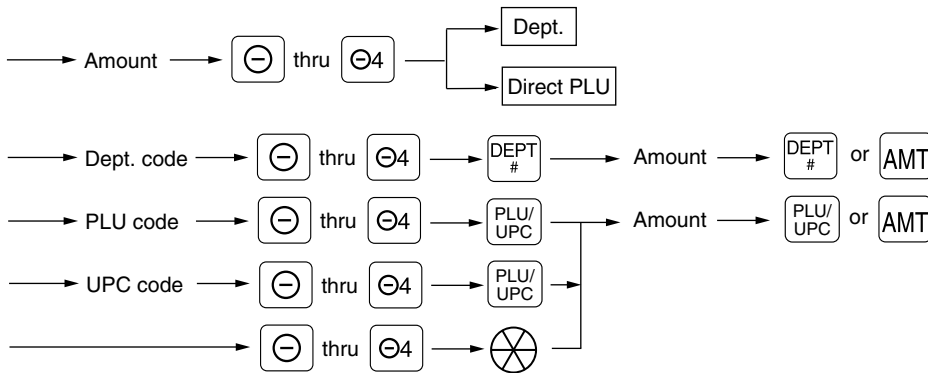 Amount ⊖ thru ⊖4 Dept.
Direct PLU
Dept. code ⊖ thru ⊖4 DEPT # Amount DEPT # or AMT
PLU code ⊖ thru ⊖4 PLU/UPC Amount PLU/UPC or AMT
UPC code ⊖ thru ⊖4 PLU/UPC
⊖ thru ⊖4